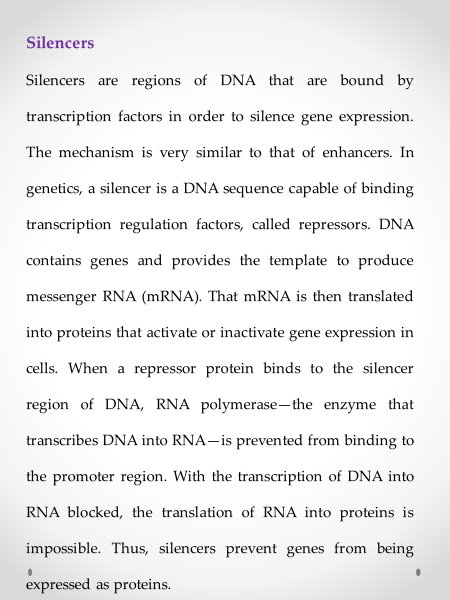 Silencers
Silencers are regions of DNA that are bound by
transcription factors in order to silence gene expression.
The mechanism is very similar to that of enhancers. In
genetics, a silencer is a DNA sequence capable of binding
transcription regulation factors, called repressors. DNA
contains genes and provides the template to produce
messenger RNA (mRNA). That mRNA is then translated
into proteins that activate or inactivate gene expression in
cells. When a repressor protein binds to the silencer
region of DNA, RNA polymerase—the enzyme that
transcribes DNA into RNA—is prevented from binding to
the promoter region. With the transcription of DNA into
RNA blocked, the translation of RNA into proteins is
impossible. Thus, silencers prevent genes from being
expressed as proteins.